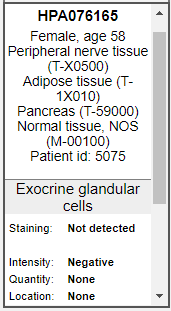 HPA076165
Female, age 58
Peripheral nerve tissue
(T-X0500)
Adipose tissue (T-
1X010)
Pancreas (T-59000)
Normal tissue, NOS
(M-00100)
Patient id: 5075
Exocrine glandular
cells
Staining: Not detected
Intensity: Negative
Quantity: None
Location: None